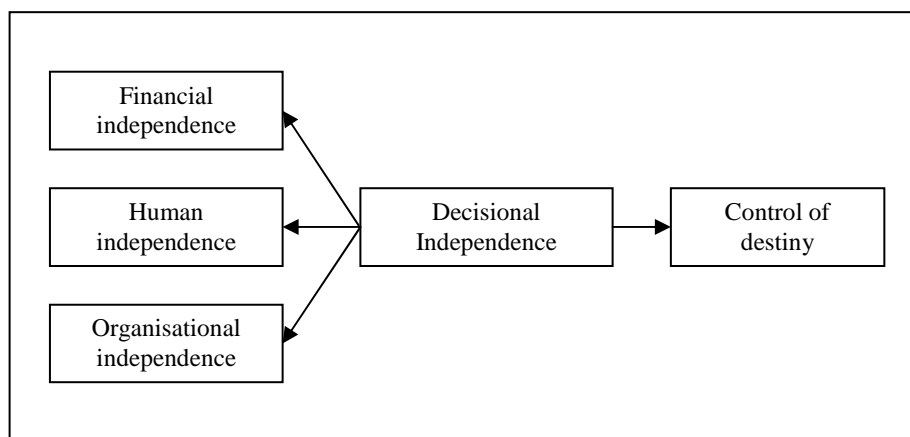 Financial
independence
Human
independence
Organisational
independence
Decisional
Independence
Control of
destiny